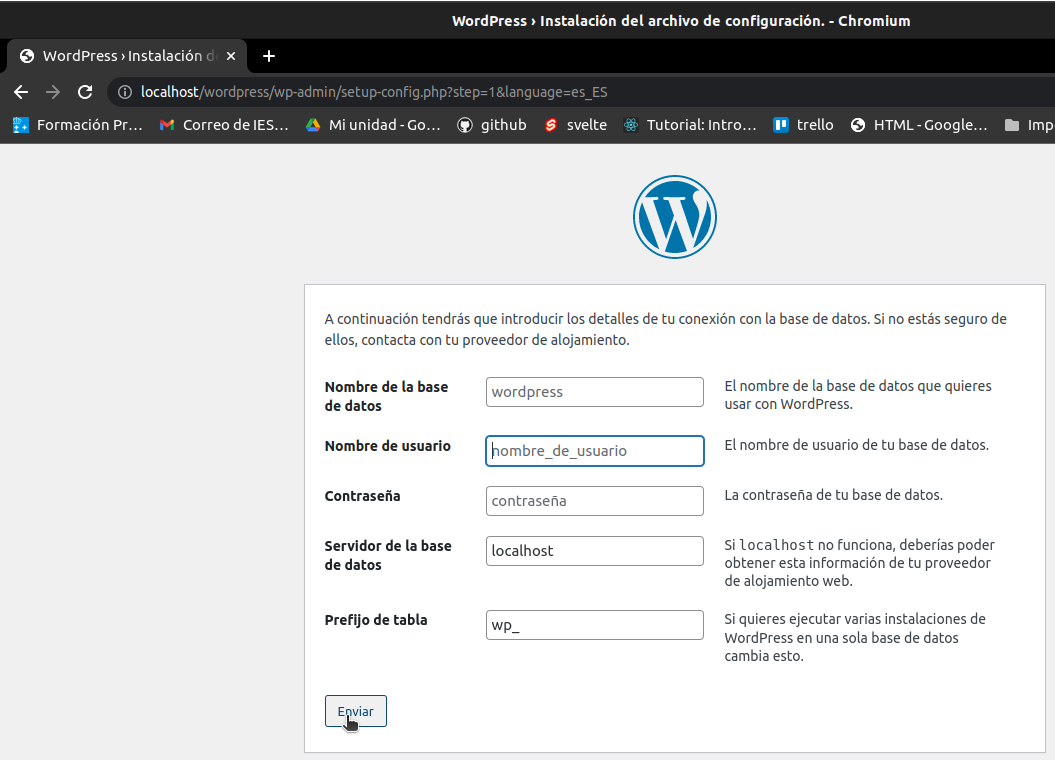 WordPress › Instalación del archivo de configuración. - Chromium
WordPress › Instalación d
localhost/wordpress/wp-admin/setup-config.php?step=1&language=es_ES
Formación Pr… Correo de IES… Mi unidad - Go… github svelte Tutorial: Intro… trello HTML - Google… Imp
A continuación tendrás que introducir los detalles de tu conexión con la base de datos. Si no estás seguro de
ellos, contacta con tu proveedor de alojamiento.
Nombre de la base
de datos
wordpress
El nombre de la base de datos que quieres
usar con WordPress.
Nombre de usuario
nombre_de_usuario
El nombre de usuario de tu base de datos.
Contraseña
contraseña
La contraseña de tu base de datos.
Servidor de la base
de datos
localhost
Si localhost no funciona, deberías poder
obtener esta información de tu proveedor
de alojamiento web.
Prefijo de tabla
wp_
Si quieres ejecutar varias instalaciones de
WordPress en una sola base de datos
cambia esto.
Enviar